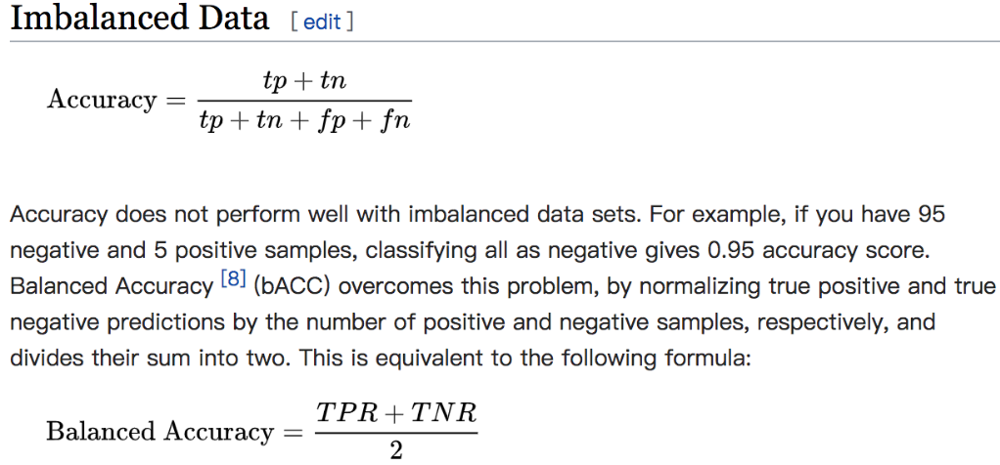 Imbalanced Data [ edit ]
Accuracy = tp + tn / tp + tn + fp + fn
Accuracy does not perform well with imbalanced data sets. For example, if you have 95
negative and 5 positive samples, classifying all as negative gives 0.95 accuracy score.
Balanced Accuracy [8] (bACC) overcomes this problem, by normalizing true positive and true
negative predictions by the number of positive and negative samples, respectively, and
divides their sum into two. This is equivalent to the following formula:
Balanced Accuracy = TPR + TNR / 2